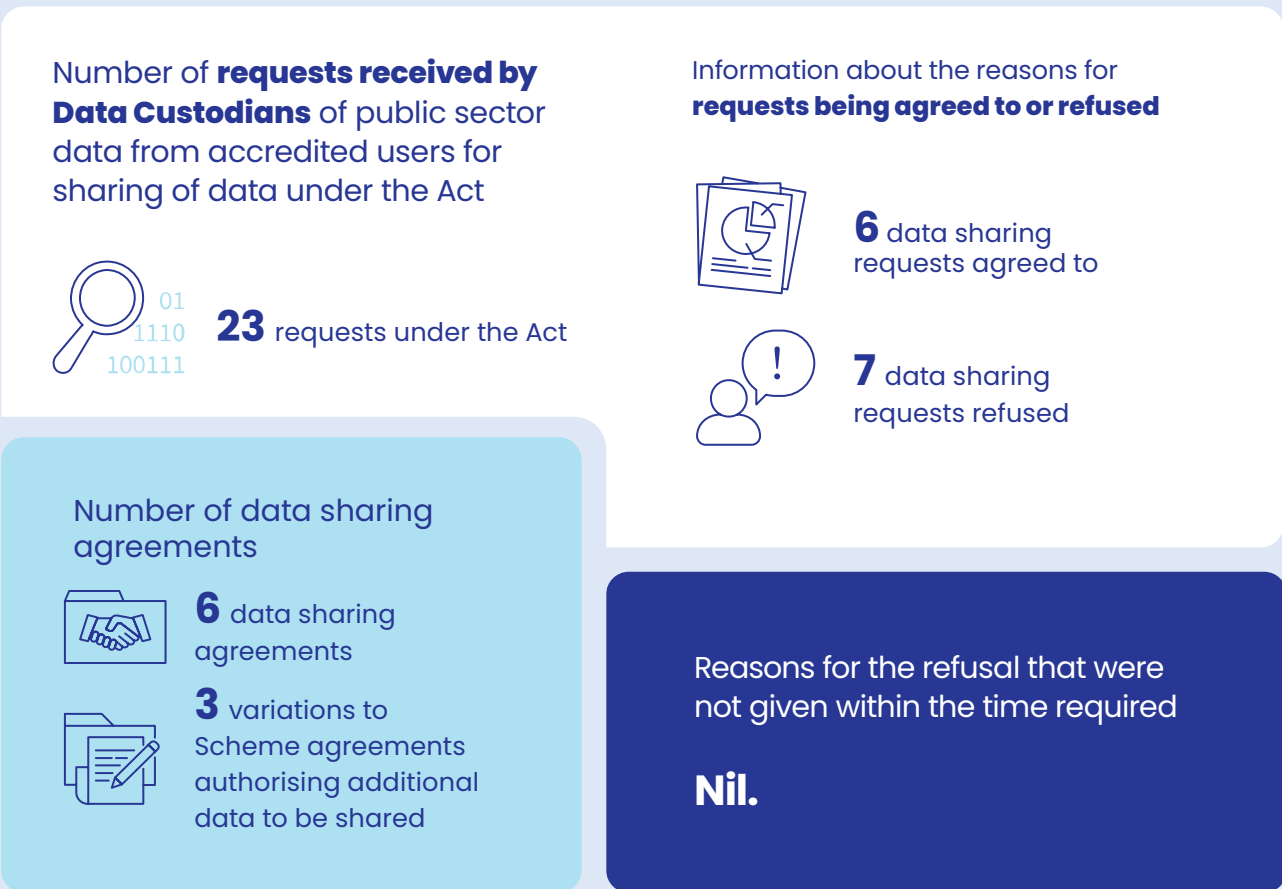 Number of requests received by
Data Custodians of public sector
data from accredited users for
sharing of data under the Act
01
1110
100111
23 requests under the Act
Information about the reasons for
requests being agreed to or refused
6 data sharing
requests agreed to
!
7 data sharing
requests refused
Number of data sharing
agreements
6 data sharing
agreements
3 variations to
Scheme agreements
authorising additional
data to be shared
Reasons for the refusal that were
not given within the time required
Nil.